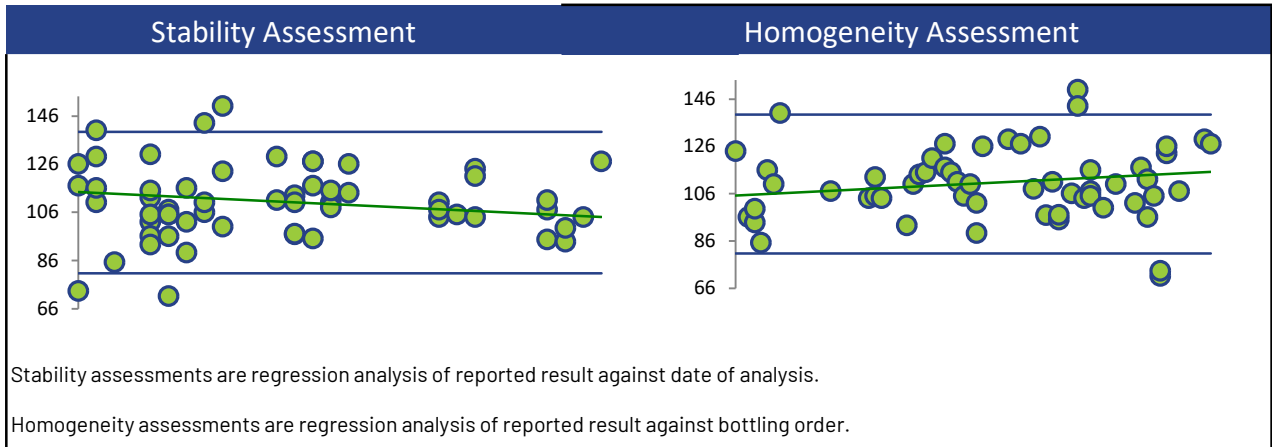 Stability Assessment
Homogeneity Assessment
146
126
106
86
66
146
126
106
86
66
Stability assessments are regression analysis of reported result against date of analysis.
Homogeneity assessments are regression analysis of reported result against bottling order.